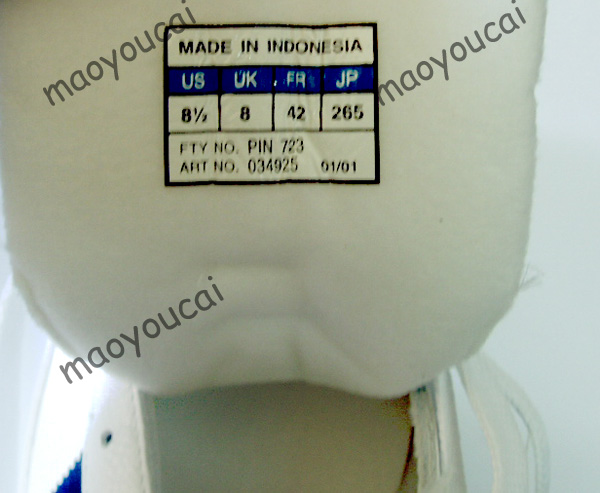 maoyoucai
maoyoucai
MADE IN INDONESIA
US UK FR JP
8½ 8 42 265
FTY NO. PIN 723
ART NO. 034925 01/01
maoyoucai